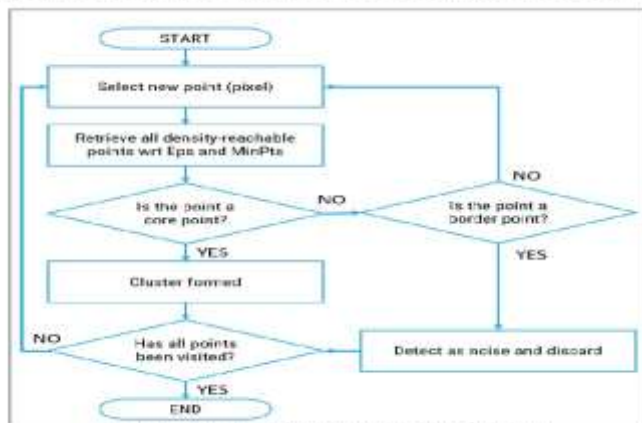 START
Select new point (pixel)
Retrieve all density-reachable
points wrt Eps and MinPts
Is the point a
core point?
NO
Is the point a
border point?
NO
YES
YES
Cluster formed
Has all points
been visited?
NO
Detect as noise and discard
YES
END